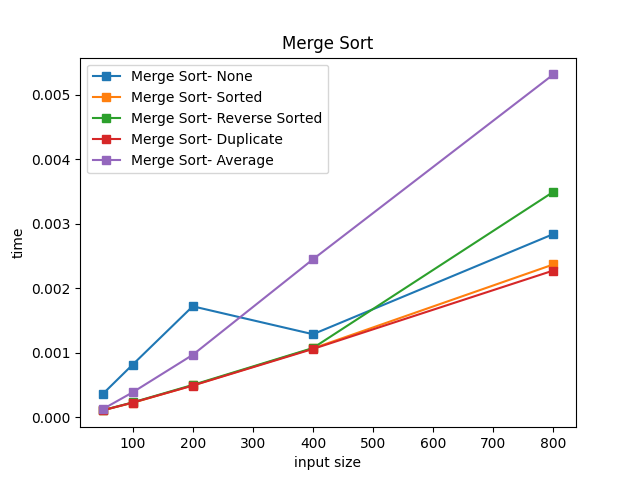 Merge Sort
Merge Sort- None
Merge Sort- Sorted
Merge Sort- Reverse Sorted
Merge Sort- Duplicate
Merge Sort- Average
0.005
0.004
0.003
0.002
0.001
0.000
time
100 200 300 400 500 600 700 800
input size